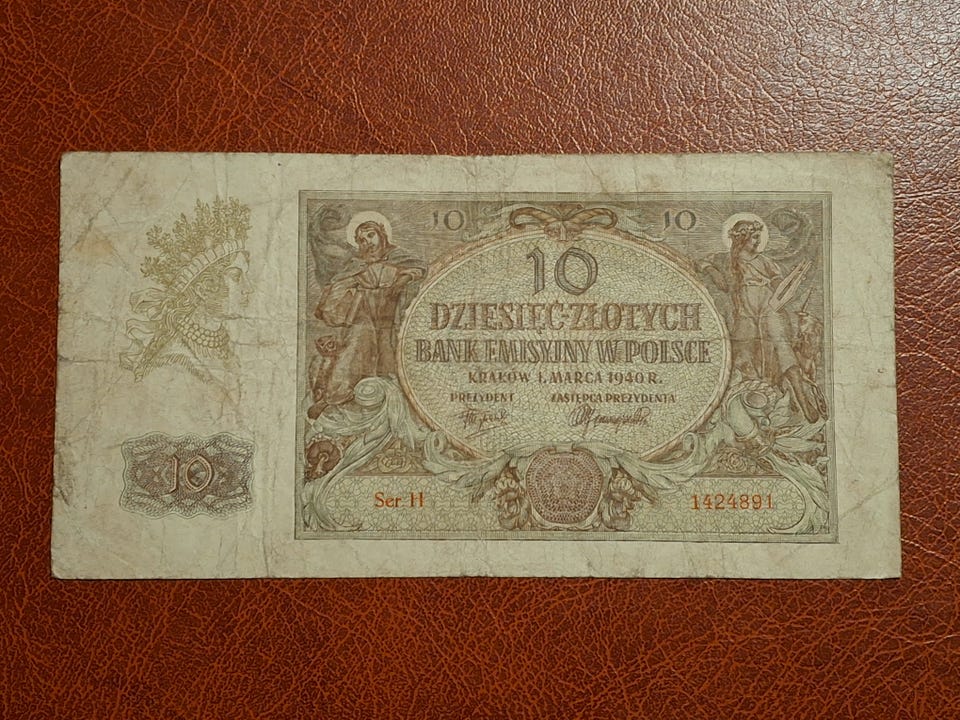 10 10
10
DZIESIĘĆ·ZŁOTYCH
BANK EMISYJNY W POLSCE
KRAKÓW 1. MARCA 1940 R.
PREZYDENT ZASTĘPCA PREZYDENTA
10
Ser H 1424891